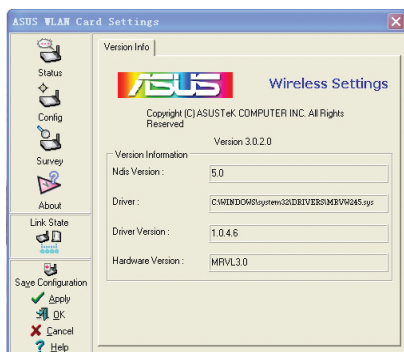 ASUS WLAN Card Settings
Status
Config
Survey
About
Link State
Save Configuration
Apply
OK
Cancel
Help
Version Info
ASUS
Wireless Settings
Copyright (C) ASUSTeK COMPUTER INC. All Rights
Reserved
Version 3.0.2.0
Version Information
Ndis Version :
5.0
Driver :
C:\WINDOWS\system32\DRIVERS\MRVW245.sys
Driver Version :
1.0.4.6
Hardware Version :
MRVL3.0